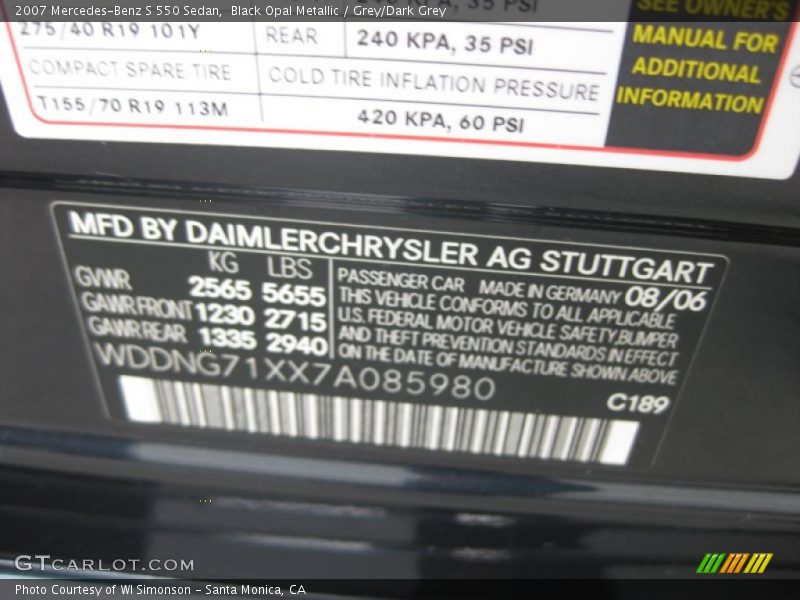 2007 Mercedes-Benz S 550 Sedan, Black Opal Metallic / Grey/Dark Grey
SEE OWNER'S
275/40 R19 101Y REAR 240 KPA, 35 PSI
MANUAL FOR
ADDITIONAL
INFORMATION
COMPACT SPARE TIRE COLD TIRE INFLATION PRESSURE
T155/70 R19 113M 420 KPA, 60 PSI
MFD BY DAIMLERCHRYSLER AG STUTTGART
KG LBS
GVWR 2565 5655
GAWR FRONT 1230 2715
GAWR REAR 1335 2940
PASSENGER CAR MADE IN GERMANY 08/06
THIS VEHICLE CONFORMS TO ALL APPLICABLE
U.S. FEDERAL MOTOR VEHICLE SAFETY, BUMPER
AND THEFT PREVENTION STANDARDS IN EFFECT
ON THE DATE OF MANUFACTURE SHOWN ABOVE
WDDNG71XX7A085980
C189
GTCARLOT.COM
Photo Courtesy of WI Simonson - Santa Monica, CA